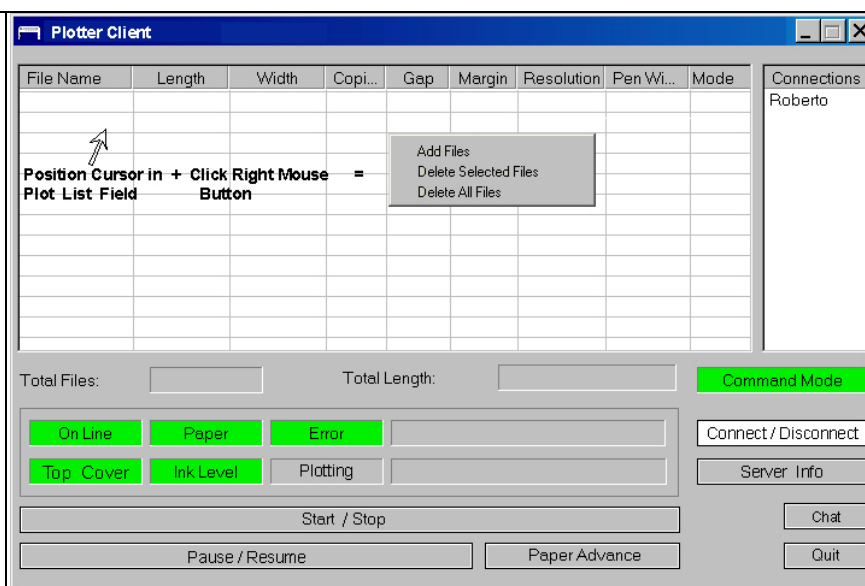 Plotter Client
File Name Length Width Copi... Gap Margin Resolution Pen Wi... Mode Connections
Roberto
Add Files
Delete Selected Files
Delete All Files
Position Cursor in + Click Right Mouse =
Plot List Field Button
Total Files: Total Length: Command Mode
On Line Paper Error Connect / Disconnect
Top Cover Ink Level Plotting Server Info
Start / Stop Chat
Pause / Resume Paper Advance Quit